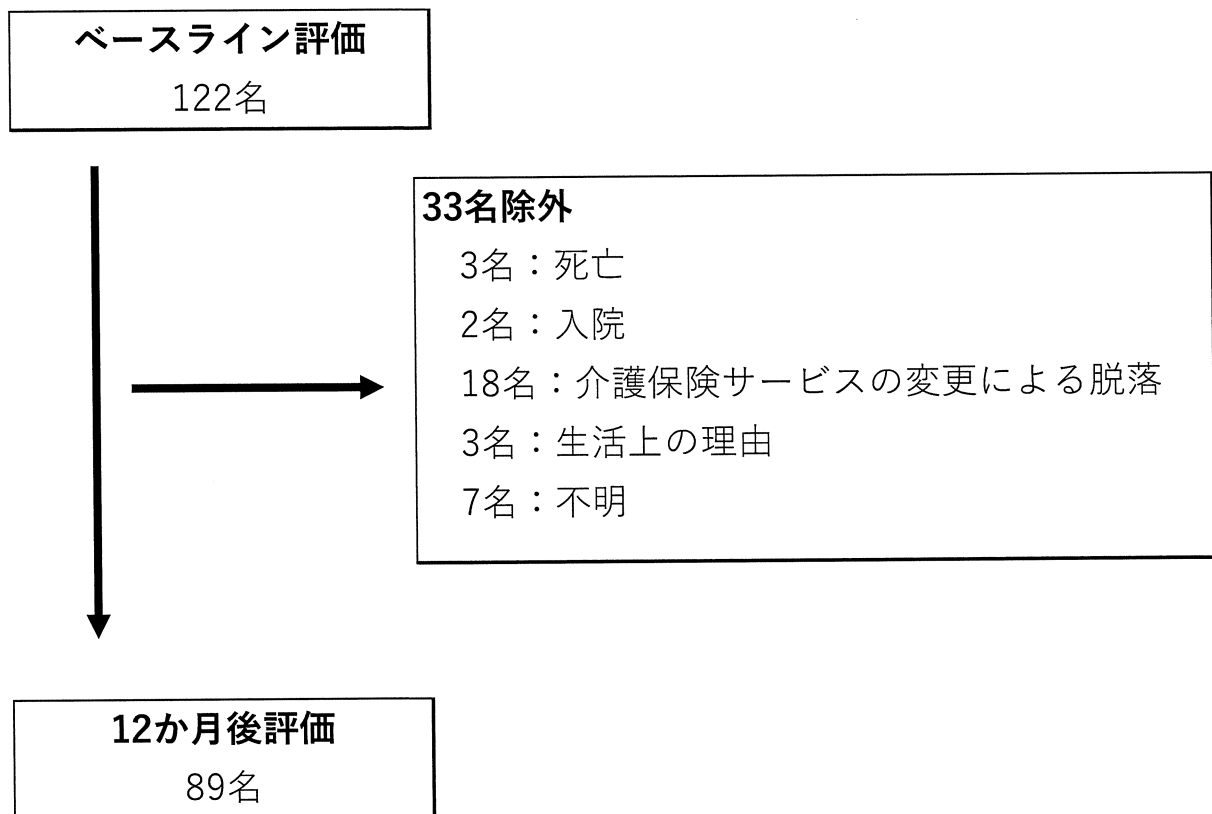 ベースライン評価
122名
33名除外
3名：死亡
2名：入院
18名：介護保険サービスの変更による脱落
3名：生活上の理由
7名：不明
12か月後評価
89名